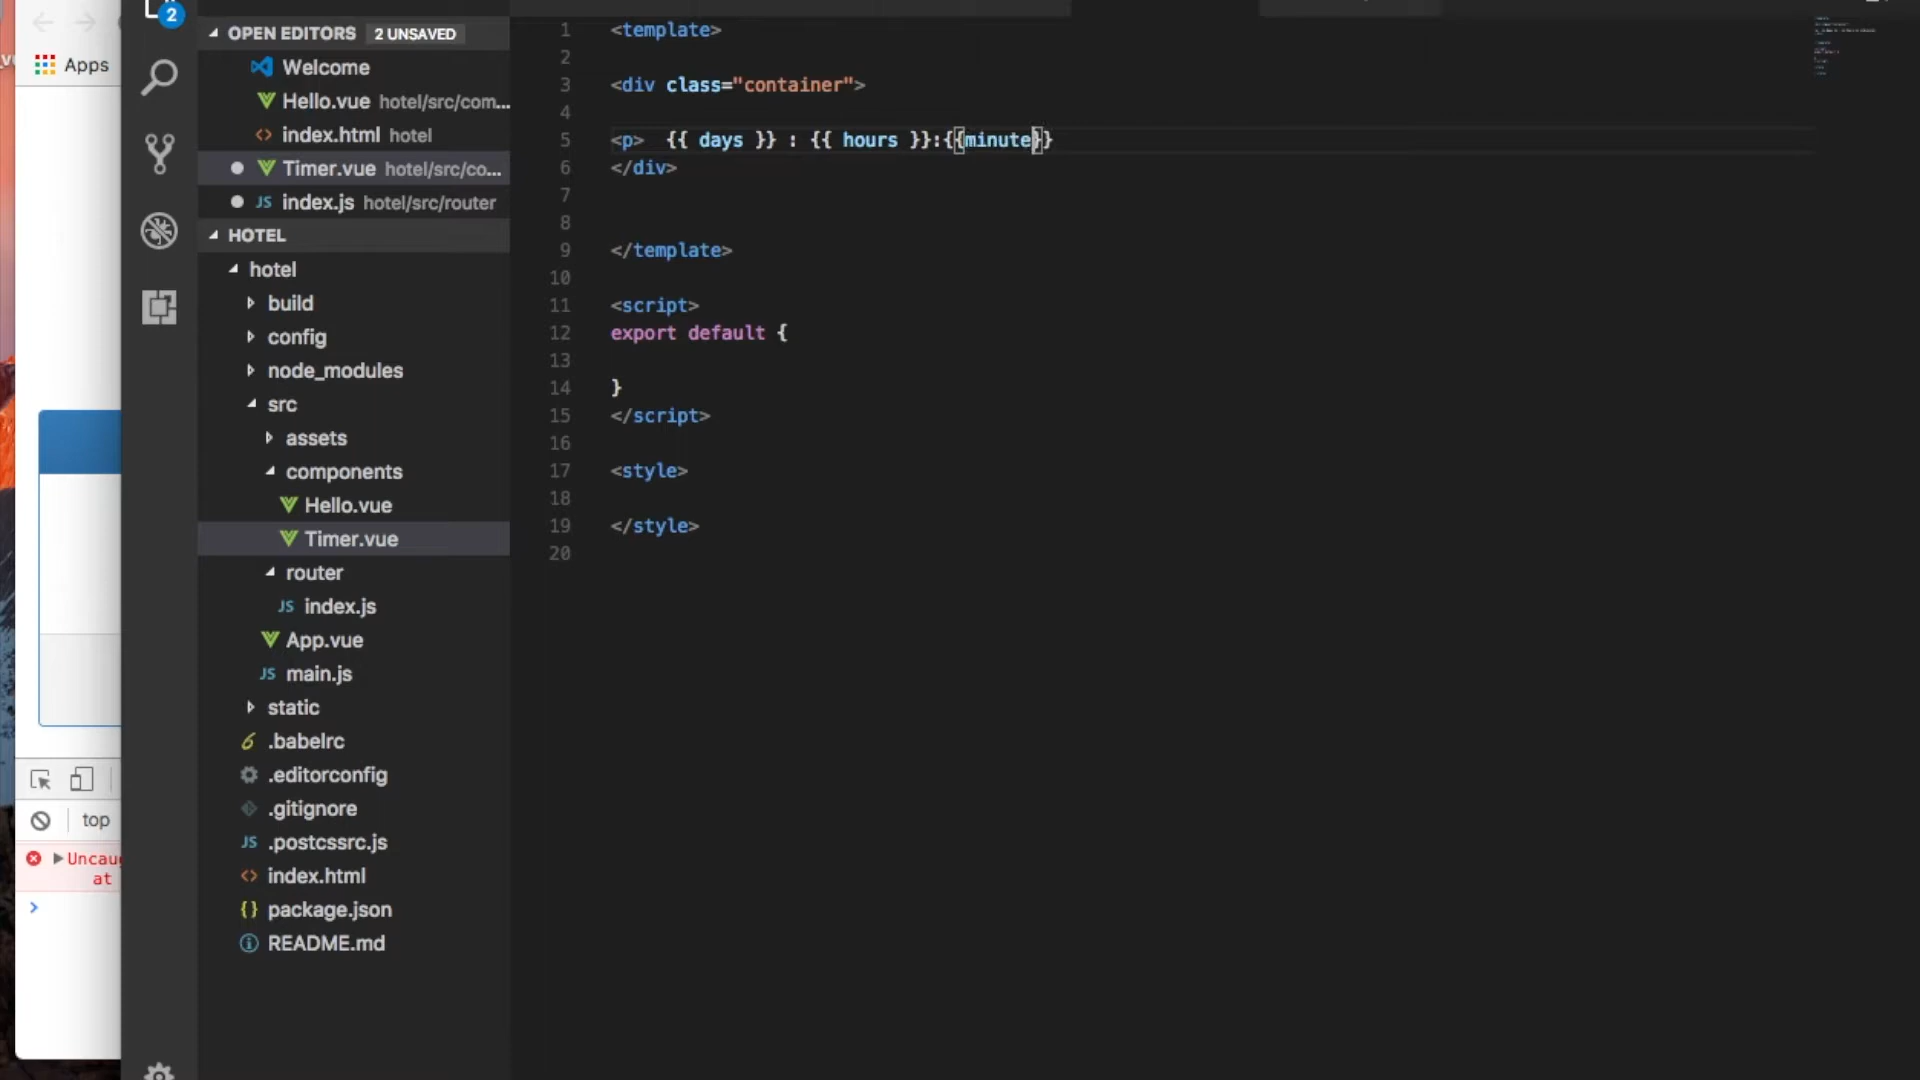 Apps
Uncau
at
top
2
OPEN EDITORS 2 UNSAVED
Welcome
Hello.vue hotel/src/com...
index.html hotel
Timer.vue hotel/src/co...
index.js hotel/src/router
HOTEL
hotel
build
config
node_modules
src
assets
components
Hello.vue
Timer.vue
router
index.js
App.vue
main.js
static
.babelrc
.editorconfig
.gitignore
.postcssrc.js
index.html
package.json
README.md
1 <template>
2
3 <div class="container">
4
5 <p>  {{ days }} : {{ hours }}:{{minute}}
6 </div>
7
8
9 </template>
10
11 <script>
12 export default {
13
14 }
15 </script>
16
17 <style>
18
19 </style>
20